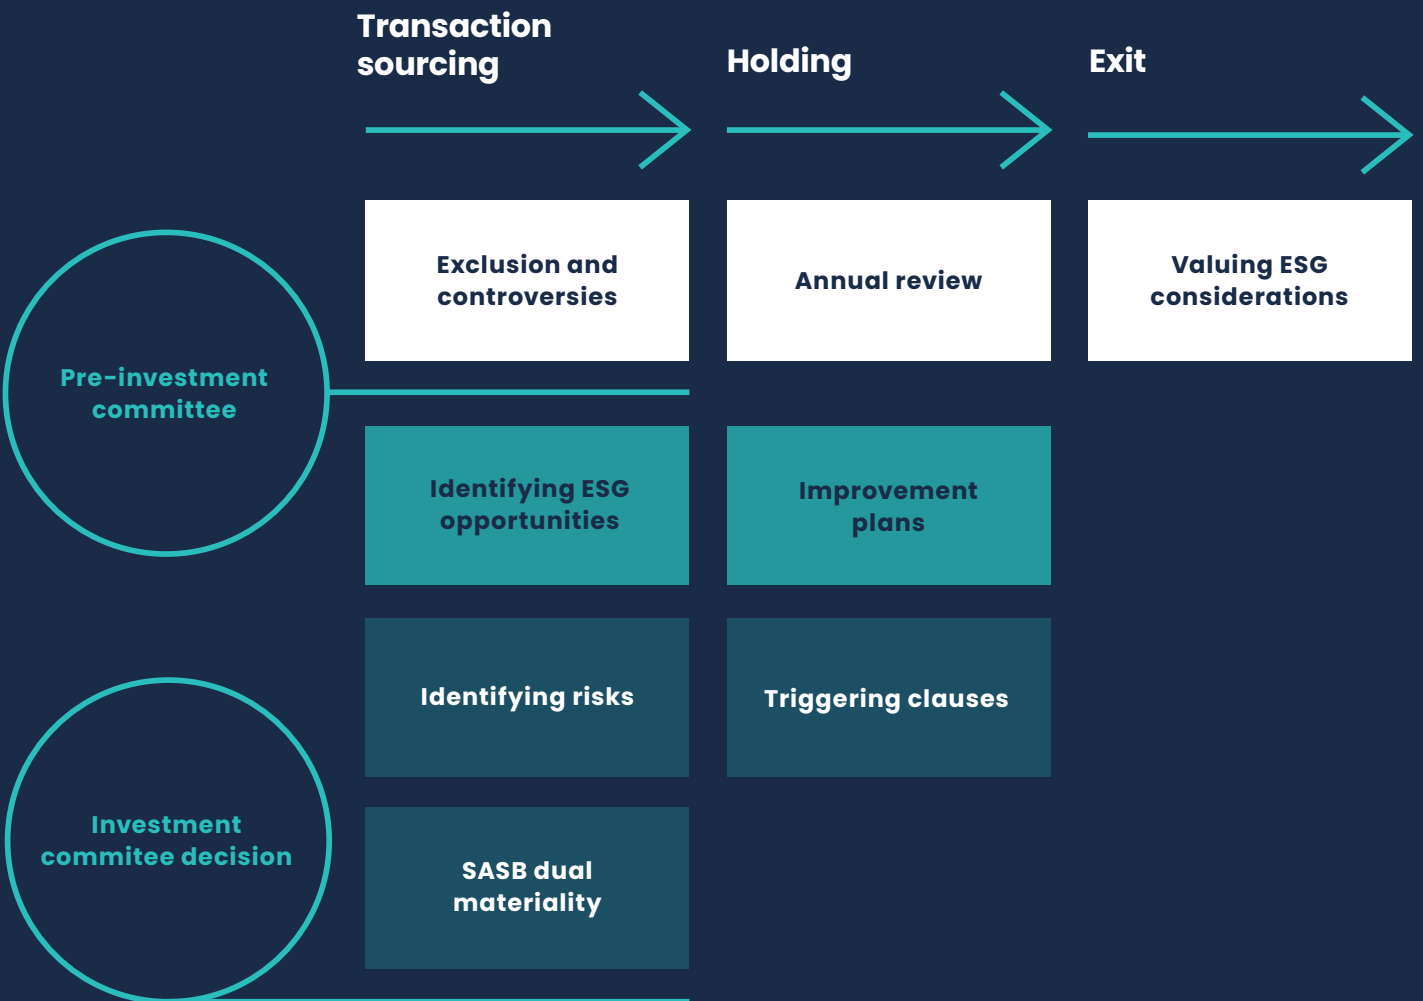 Transaction
sourcing
Holding
Exit
Exclusion and
controversies
Annual review
Valuing ESG
considerations
Pre-investment
committee
Identifying ESG
opportunities
Improvement
plans
Identifying risks
Triggering clauses
Investment
commitee decision
SASB dual
materiality